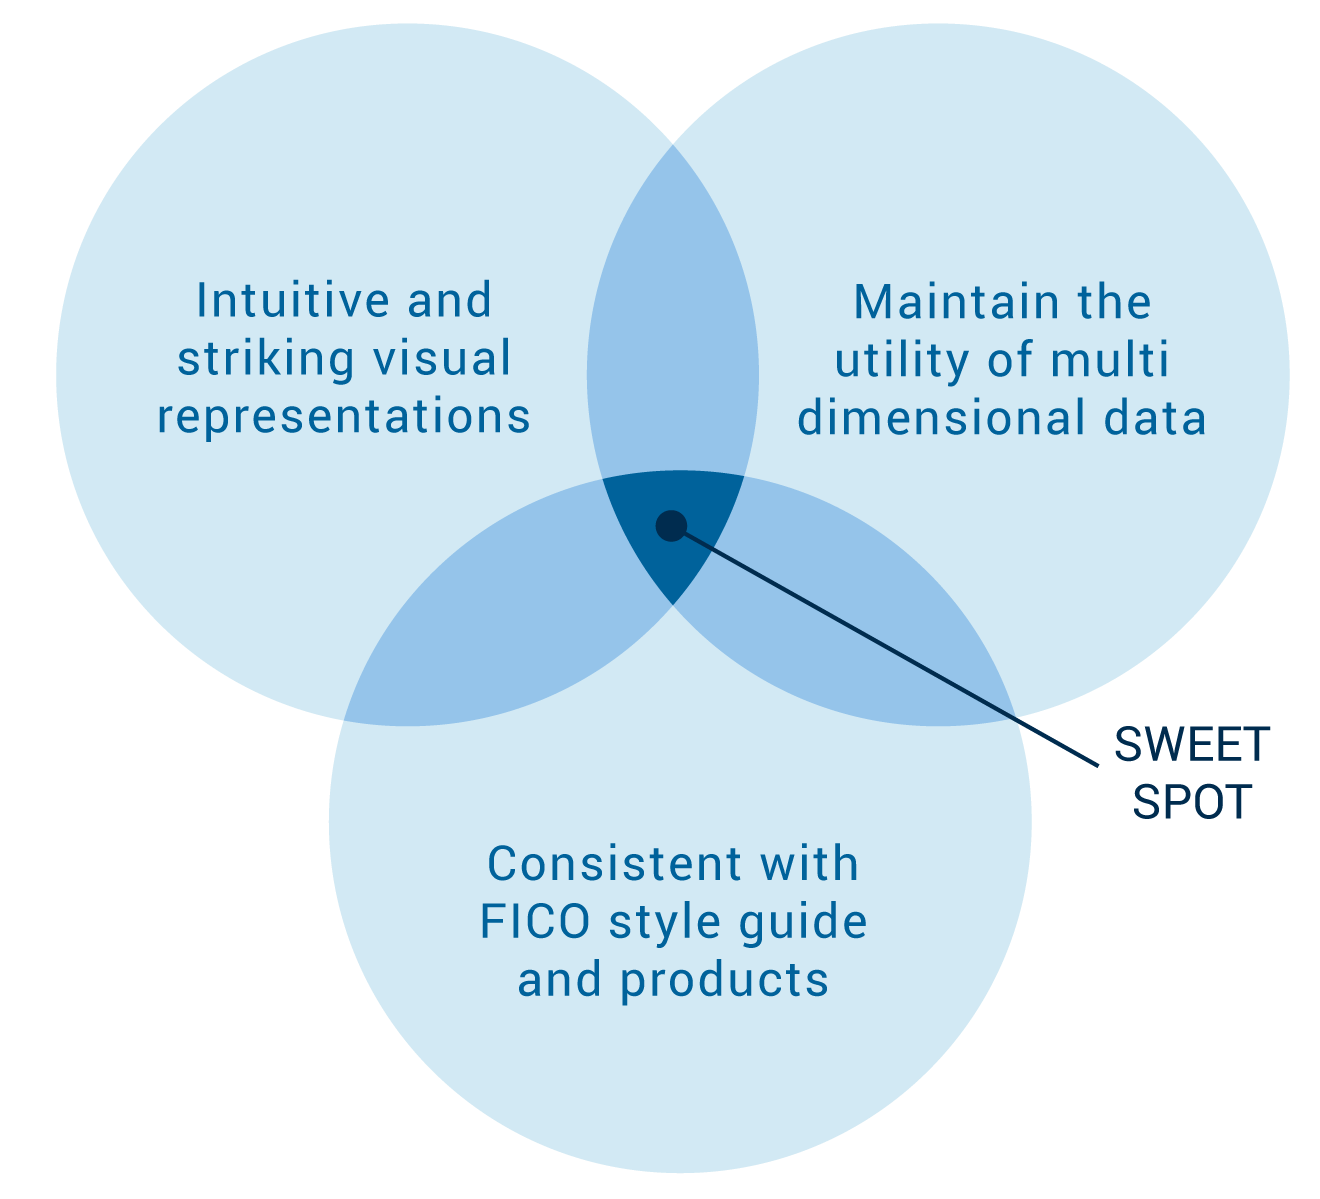 Intuitive and
striking visual
representations
Maintain the
utility of multi
dimensional data
SWEET
SPOT
Consistent with
FICO style guide
and products